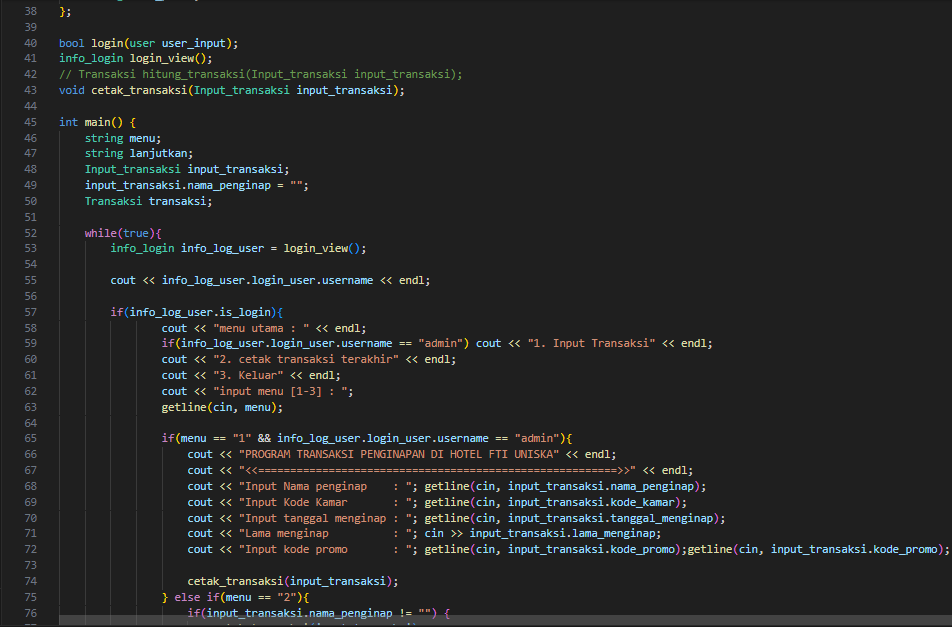 38 };
39
40 bool login(user user_input);
41 info_login login_view();
42 // Transaksi hitung_transaksi(Input_transaksi input_transaksi);
43 void cetak_transaksi(Input_transaksi input_transaksi);
44
45 int main() {
46 string menu;
47 string lanjutkan;
48 Input_transaksi input_transaksi;
49 input_transaksi.nama_penginap = "";
50 Transaksi transaksi;
51
52 while(true){
53 info_login info_log_user = login_view();
54
55 cout << info_log_user.login_user.username << endl;
56
57 if(info_log_user.is_login){
58 cout << "menu utama : " << endl;
59 if(info_log_user.login_user.username == "admin") cout << "1. Input Transaksi" << endl;
60 cout << "2. cetak transaksi terakhir" << endl;
61 cout << "3. Keluar" << endl;
62 cout << "input menu [1-3] : ";
63 getline(cin, menu);
64
65 if(menu == "1" && info_log_user.login_user.username == "admin"){
66 cout << "PROGRAM TRANSAKSI PENGINAPAN DI HOTEL FTI UNISKA" << endl;
67 cout << "<<========================================================>>" << endl;
68 cout << "Input Nama penginap    : "; getline(cin, input_transaksi.nama_penginap);
69 cout << "Input Kode Kamar       : "; getline(cin, input_transaksi.kode_kamar);
70 cout << "Input tanggal menginap : "; getline(cin, input_transaksi.tanggal_menginap);
71 cout << "Lama menginap          : "; cin >> input_transaksi.lama_menginap;
72 cout << "Input kode promo       : "; getline(cin, input_transaksi.kode_promo);getline(cin, input_transaksi.kode_promo);
73
74 cetak_transaksi(input_transaksi);
75 } else if(menu == "2"){
76 if(input_transaksi.nama_penginap != "") {